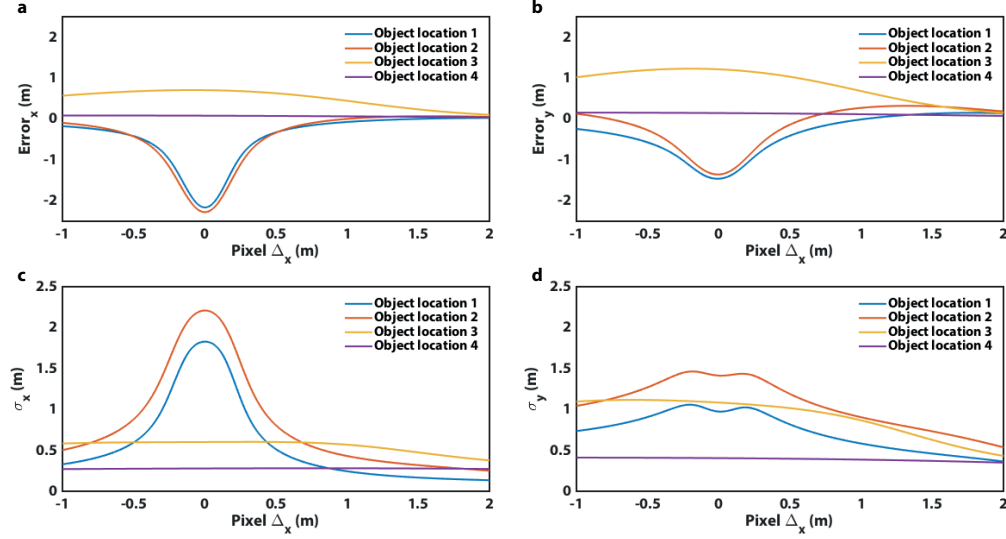 a
Error_x (m)
2
1
0
-1
-2
Object location 1
Object location 2
Object location 3
Object location 4
-1 -0.5 0 0.5 1 1.5 2
Pixel Δ_x (m)
b
Error_y (m)
2
1
0
-1
-2
Object location 1
Object location 2
Object location 3
Object location 4
-1 -0.5 0 0.5 1 1.5 2
Pixel Δ_x (m)
c
σ_x (m)
2.5
2
1.5
1
0.5
0
Object location 1
Object location 2
Object location 3
Object location 4
-1 -0.5 0 0.5 1 1.5 2
Pixel Δ_x (m)
d
σ_y (m)
2.5
2
1.5
1
0.5
0
Object location 1
Object location 2
Object location 3
Object location 4
-1 -0.5 0 0.5 1 1.5 2
Pixel Δ_x (m)